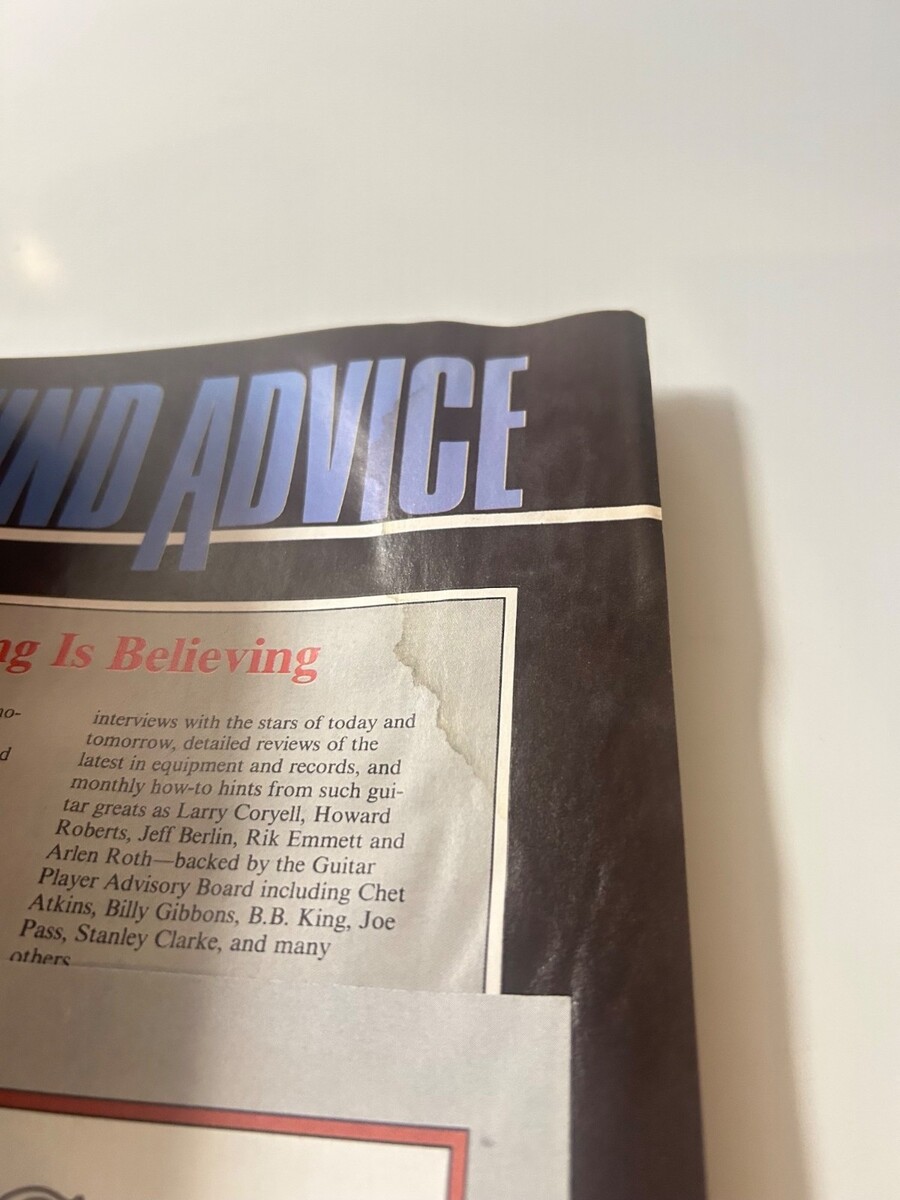 ADVICE
Is Believing
interviews with the stars of today and
tomorrow, detailed reviews of the
latest in equipment and records, and
monthly how-to hints from such gui-
tar greats as Larry Coryell, Howard
Roberts, Jeff Berlin, Rik Emmett and
Arlen Roth—backed by the Guitar
Player Advisory Board including Chet
Atkins, Billy Gibbons, B.B. King, Joe
Pass, Stanley Clarke, and many
others